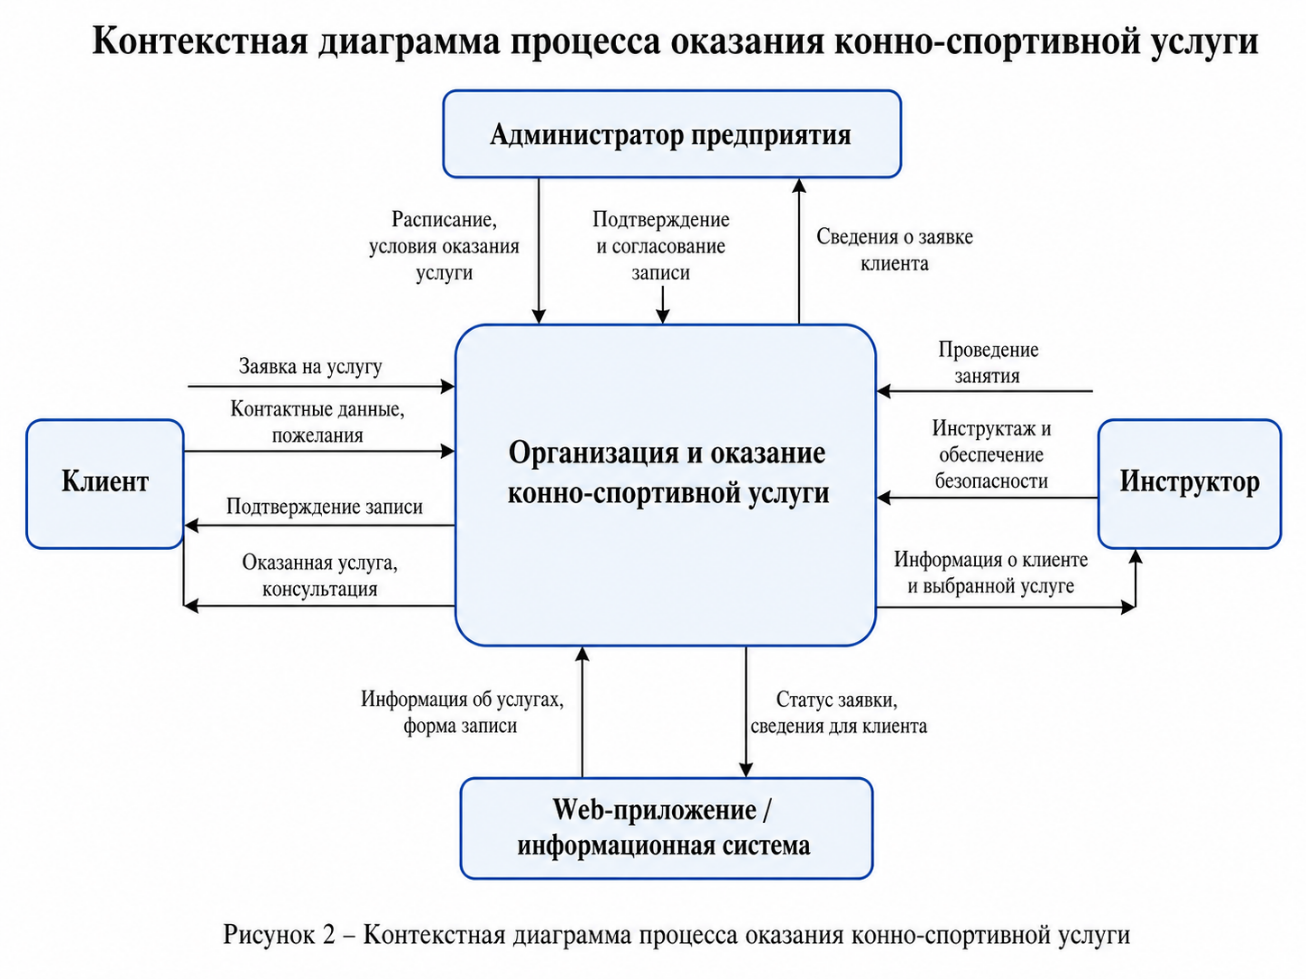 Контекстная диаграмма процесса оказания конно-спортивной услуги
Администратор предприятия
Расписание,
условия оказания
услуги
Подтверждение
и согласование
записи
Сведения о заявке
клиента
Заявка на услугу
Контактные данные,
пожелания
Клиент
Подтверждение записи
Оказанная услуга,
консультация
Организация и оказание
конно-спортивной услуги
Проведение
занятия
Инструктаж и
обеспечение
безопасности
Инструктор
Информация о клиенте
и выбранной услуге
Информация об услугах,
форма записи
Статус заявки,
сведения для клиента
Web-приложение /
информационная система
Рисунок 2 – Контекстная диаграмма процесса оказания конно-спортивной услуги